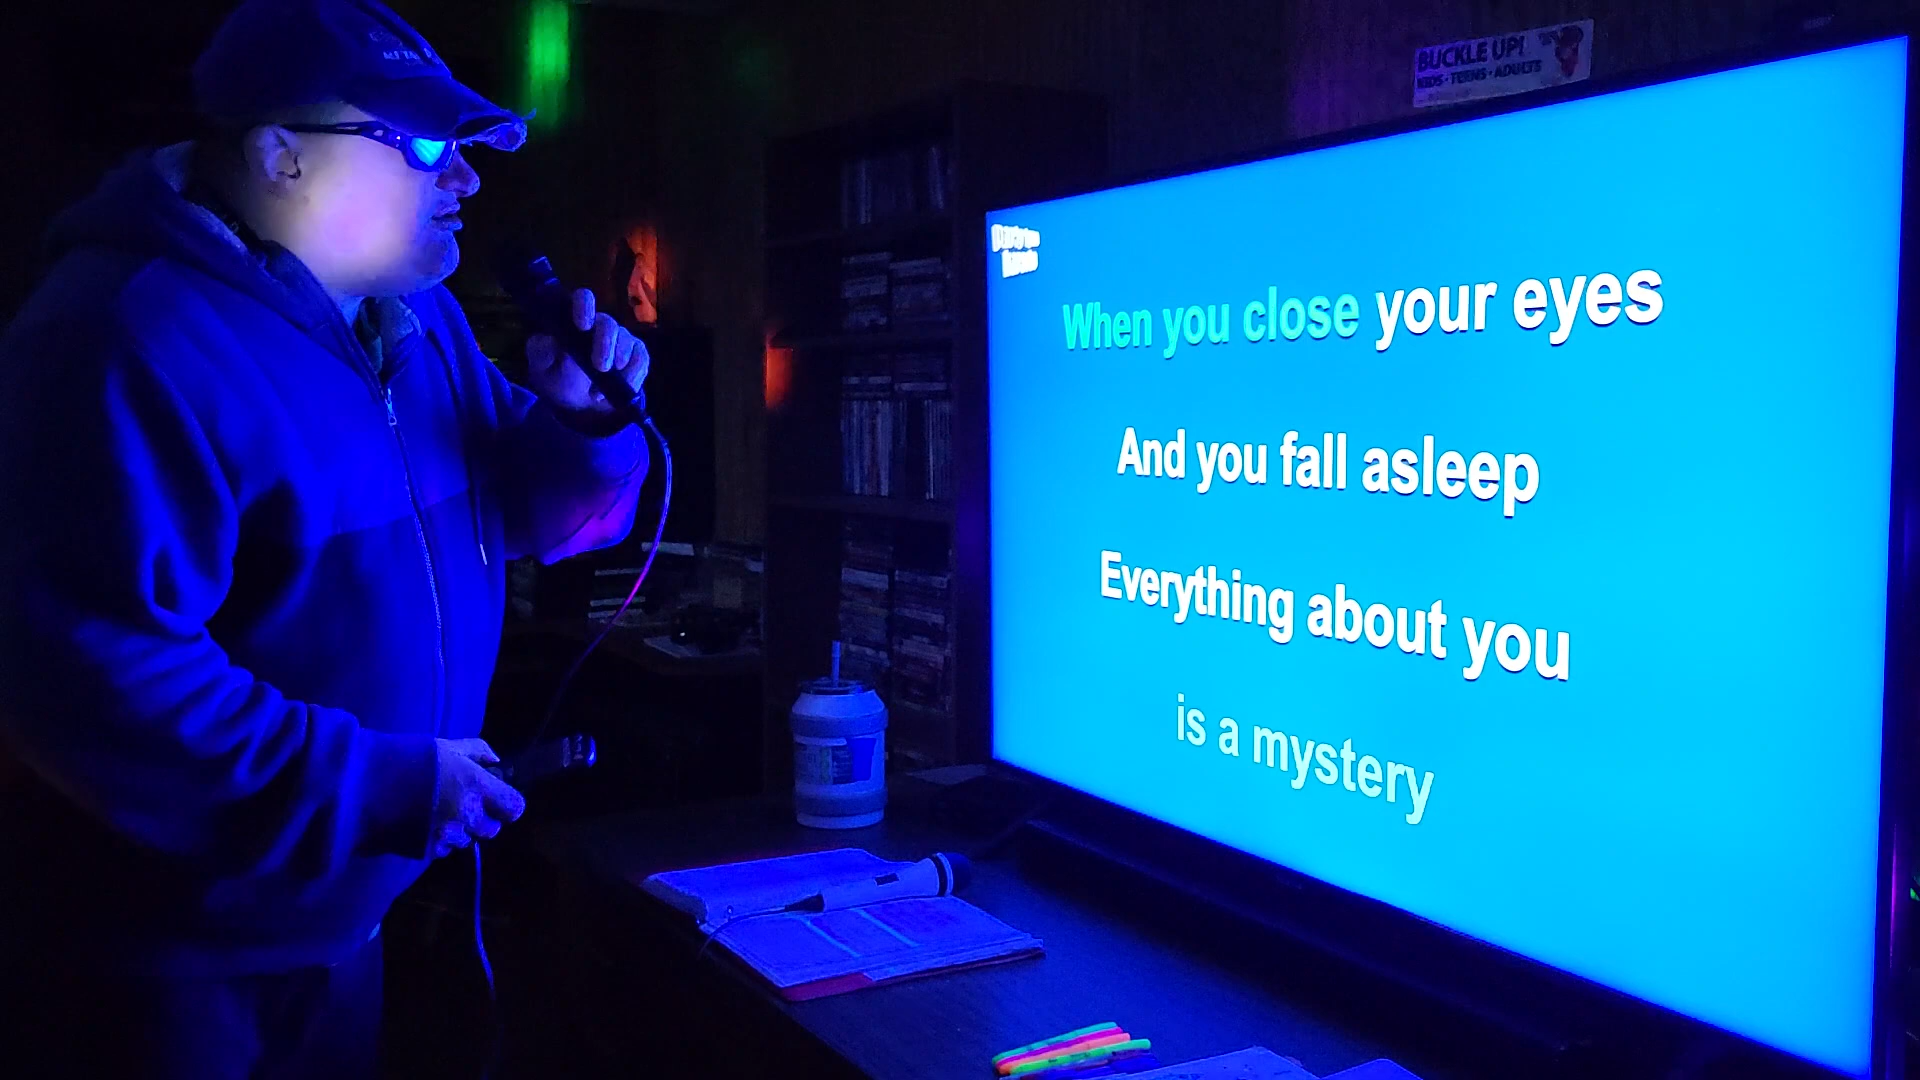 BUCKLE UP!
KIDS • TEENS • ADULTS
When you close your eyes
And you fall asleep
Everything about you
is a mystery